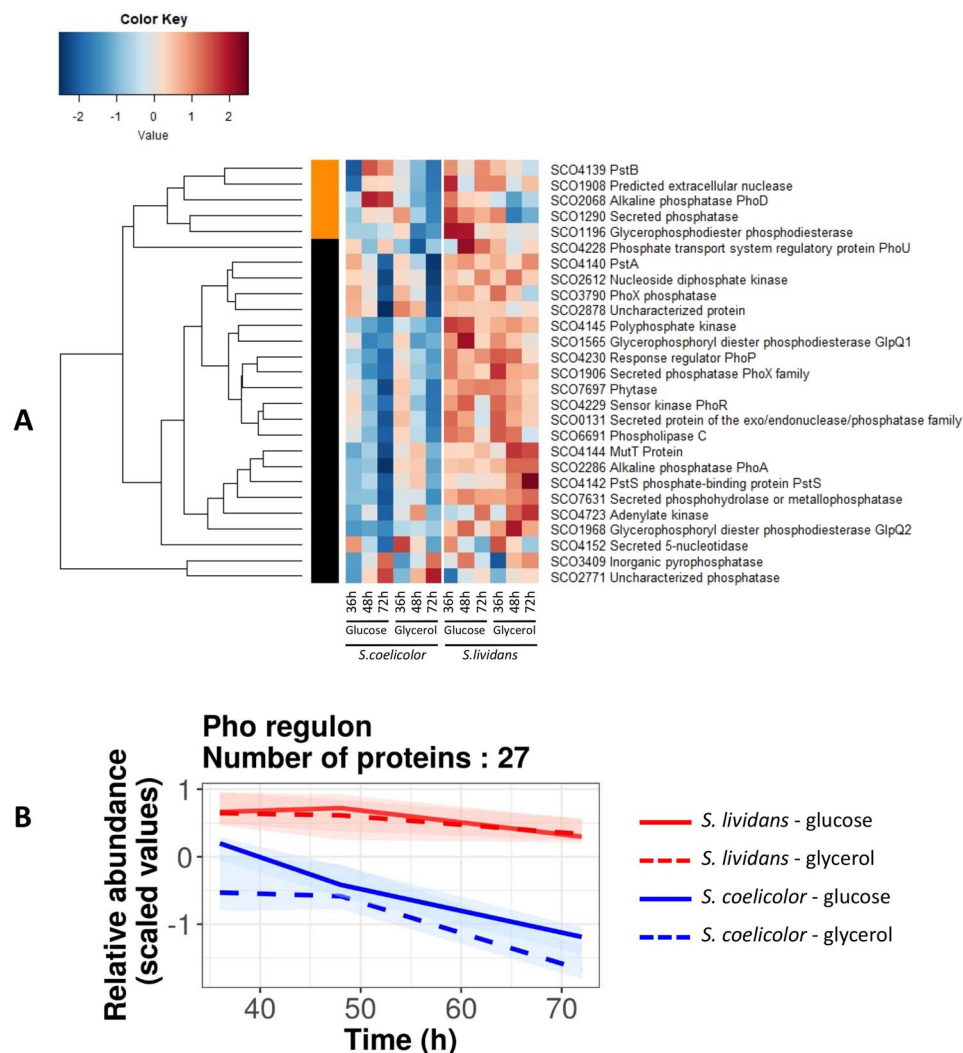 Color Key
-2 -1 0 1 2
Value
A
SCO4139 PstB
SCO1908 Predicted extracellular nuclease
SCO2068 Alkaline phosphatase PhoD
SCO1290 Secreted phosphatase
SCO1196 Glycerophosphodiester phosphodiesterase
SCO4228 Phosphate transport system regulatory protein PhoU
SCO4140 PstA
SCO2612 Nucleoside diphosphate kinase
SCO3790 PhoX phosphatase
SCO2878 Uncharacterized protein
SCO4145 Polyphosphate kinase
SCO1565 Glycerophosphoryl diester phosphodiesterase GlpQ1
SCO4230 Response regulator PhoP
SCO1906 Secreted phosphatase PhoX family
SCO7697 Phytase
SCO4229 Sensor kinase PhoR
SCO0131 Secreted protein of the exo/endonuclease/phosphatase family
SCO6691 Phospholipase C
SCO4144 MutT Protein
SCO2286 Alkaline phosphatase PhoA
SCO4142 PstS phosphate-binding protein PstS
SCO7631 Secreted phosphohydrolase or metallophosphatase
SCO4723 Adenylate kinase
SCO1968 Glycerophosphoryl diester phosphodiesterase GlpQ2
SCO4152 Secreted 5-nucleotidase
SCO3409 Inorganic pyrophosphatase
SCO2771 Uncharacterized phosphatase
36h 48h 72h 36h 48h 72h 36h 48h 72h 36h 48h 72h
Glucose Glycerol Glucose Glycerol
S.coelicolor S.lividans
B
Pho regulon
Number of proteins : 27
Relative abundance
(scaled values)
1
0
-1
40 50 60 70
Time (h)
S. lividans - glucose
S. lividans - glycerol
S. coelicolor - glucose
S. coelicolor - glycerol